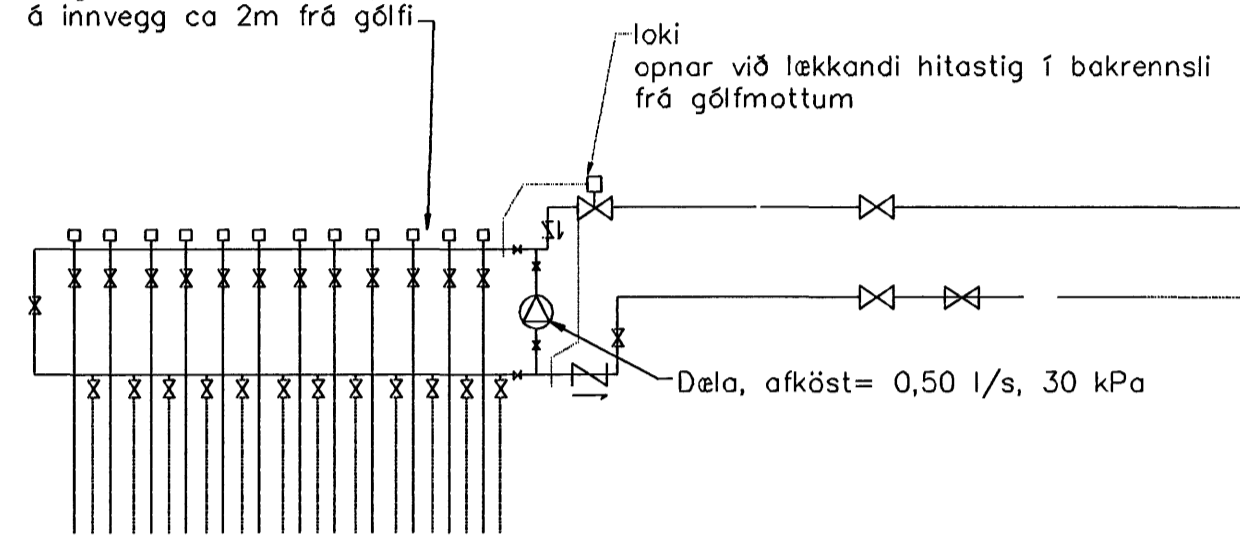 á innvegg ca 2m frá gólfi
loki
opnar við lækkandi hitastig í bakrennsli
frá gólfmottum
Dæla, afköst= 0,50 l/s, 30 kPa